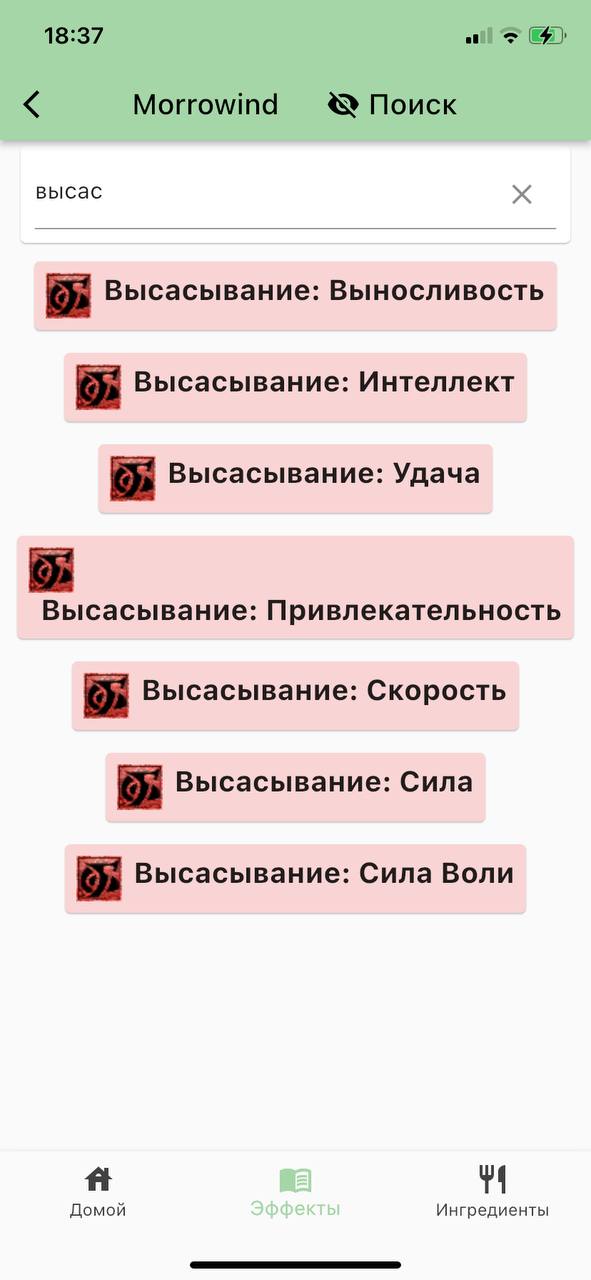 18:37
Morrowind Поиск
высас
Высасывание: Выносливость
Высасывание: Интеллект
Высасывание: Удача
Высасывание: Привлекательность
Высасывание: Скорость
Высасывание: Сила
Высасывание: Сила Воли
Домой Эффекты Ингредиенты